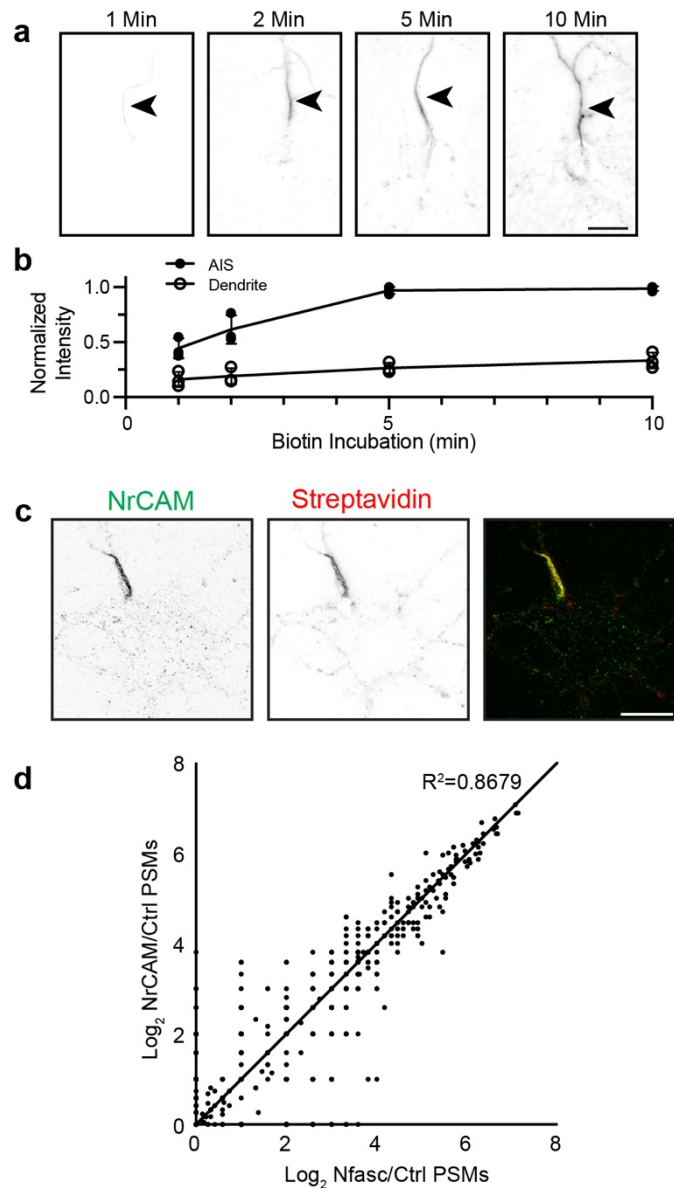 a
1 Min 2 Min 5 Min 10 Min
b
AIS
Dendrite
Normalized
Intensity
1.0
0.5
0.0
0 5 10
Biotin Incubation (min)
c
NrCAM Streptavidin
d
R²=0.8679
Log₂ NrCAM/Ctrl PSMs
8
6
4
2
0
0 2 4 6 8
Log₂ Nfasc/Ctrl PSMs